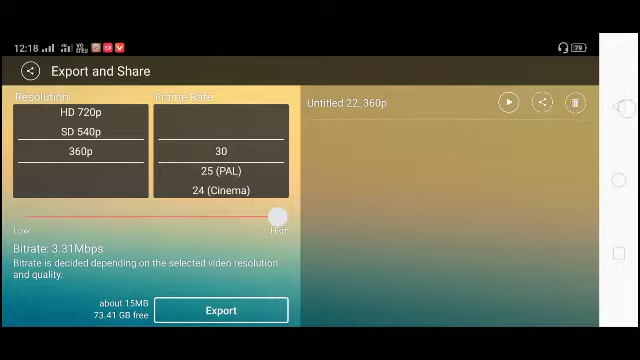 12:18
79
Export and Share
Resolution
Frame Rate
HD 720p
SD 540p
360p
30
25 (PAL)
24 (Cinema)
Low
High
Bitrate: 3.31Mbps
Bitrate is decided depending on the selected video resolution
and quality.
about 15MB
73.41 GB free
Export
Untitled 22_360p